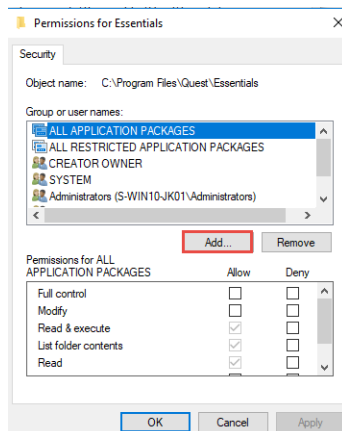 Permissions for Essentials
Security
Object name: C:\Program Files\Quest\Essentials
Group or user names:
ALL APPLICATION PACKAGES
ALL RESTRICTED APPLICATION PACKAGES
CREATOR OWNER
SYSTEM
Administrators (S-WIN10-JK01\Administrators)
Add... Remove
Permissions for ALL
APPLICATION PACKAGES Allow Deny
Full control
Modify
Read & execute
List folder contents
Read
OK Cancel Apply